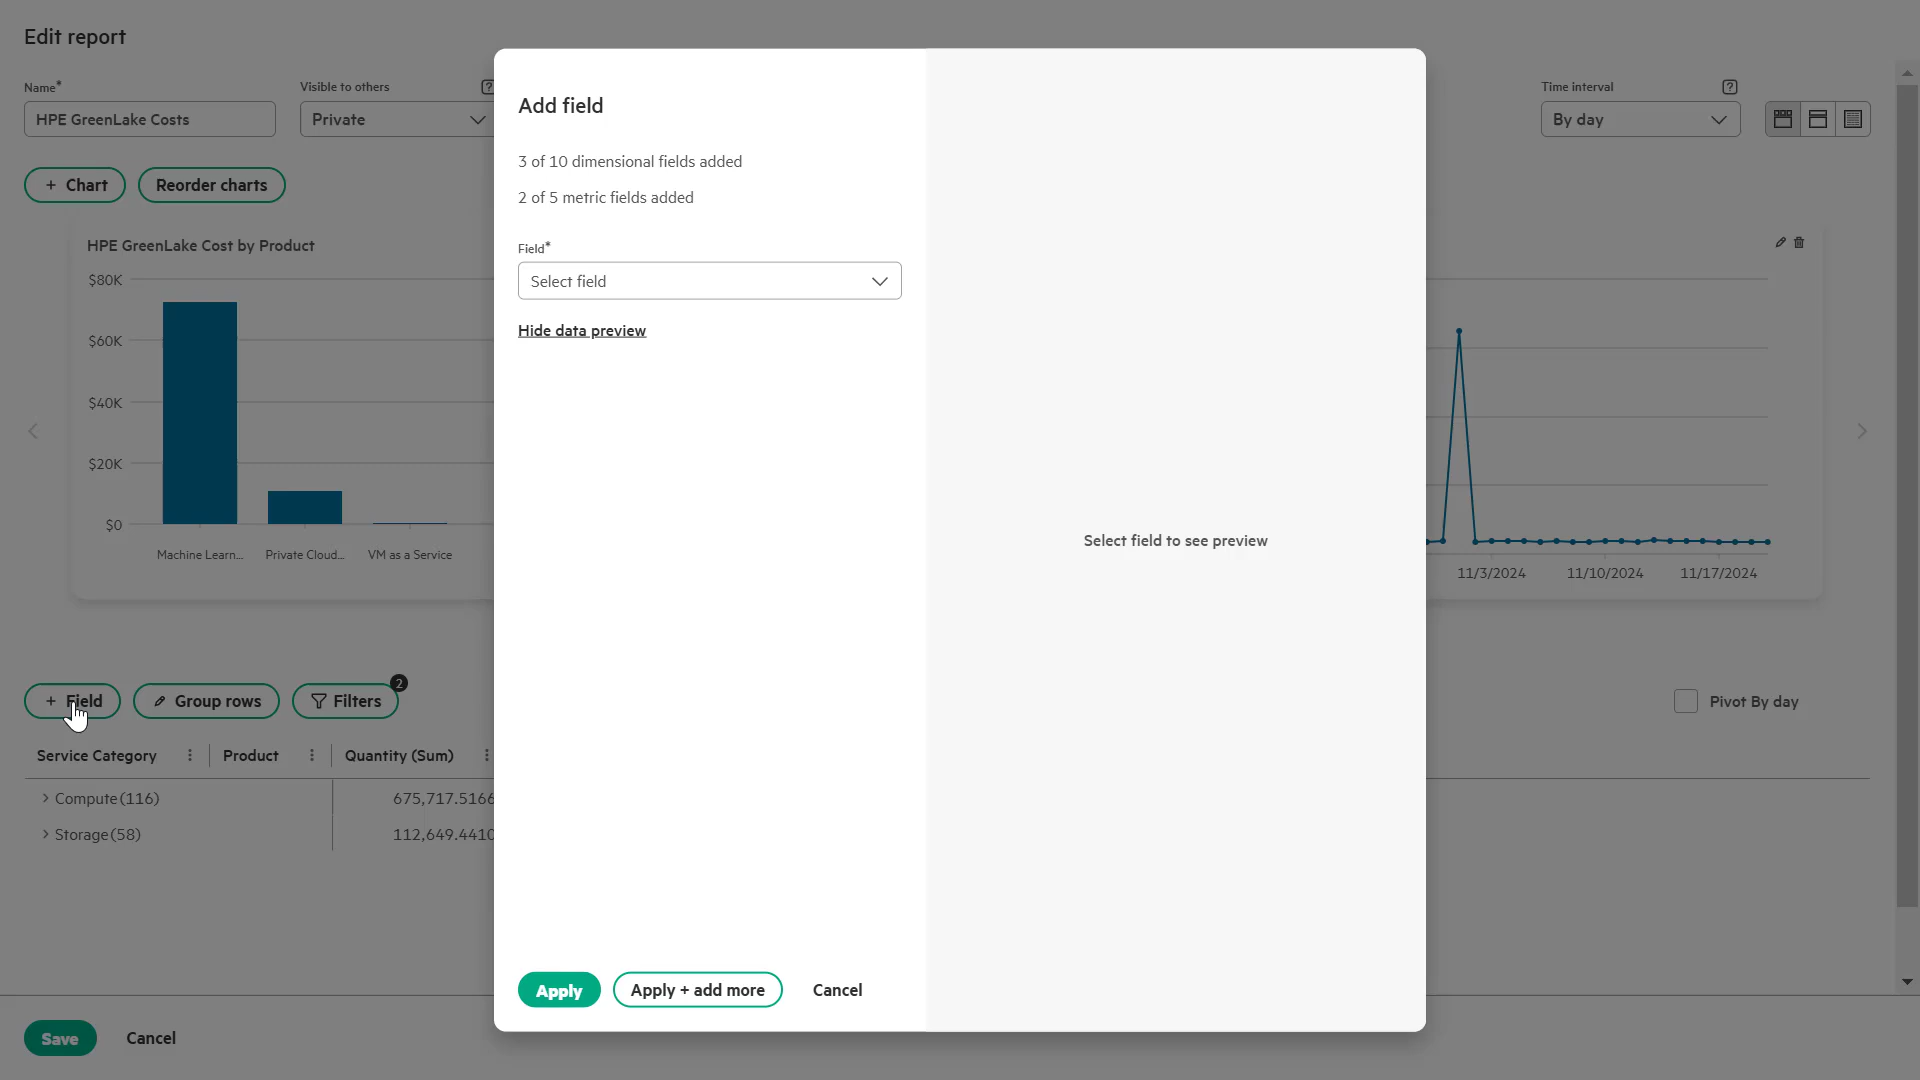 Edit report
Name*
Visible to others
?
HPE GreenLake Costs
Private
Time interval
?
By day
+ Chart
Reorder charts
HPE GreenLake Cost by Product
$80K
$60K
$40K
$20K
$0
Machine Learn...
Private Cloud...
VM as a Service
11/3/2024
11/10/2024
11/17/2024
Add field
3 of 10 dimensional fields added
2 of 5 metric fields added
Field*
Select field
Hide data preview
Select field to see preview
Apply
Apply + add more
Cancel
+ Field
Group rows
Filters
2
Pivot By day
Service Category
Product
Quantity (Sum)
Compute (116)
675,717.5166
Storage (58)
112,649.4410
Save
Cancel